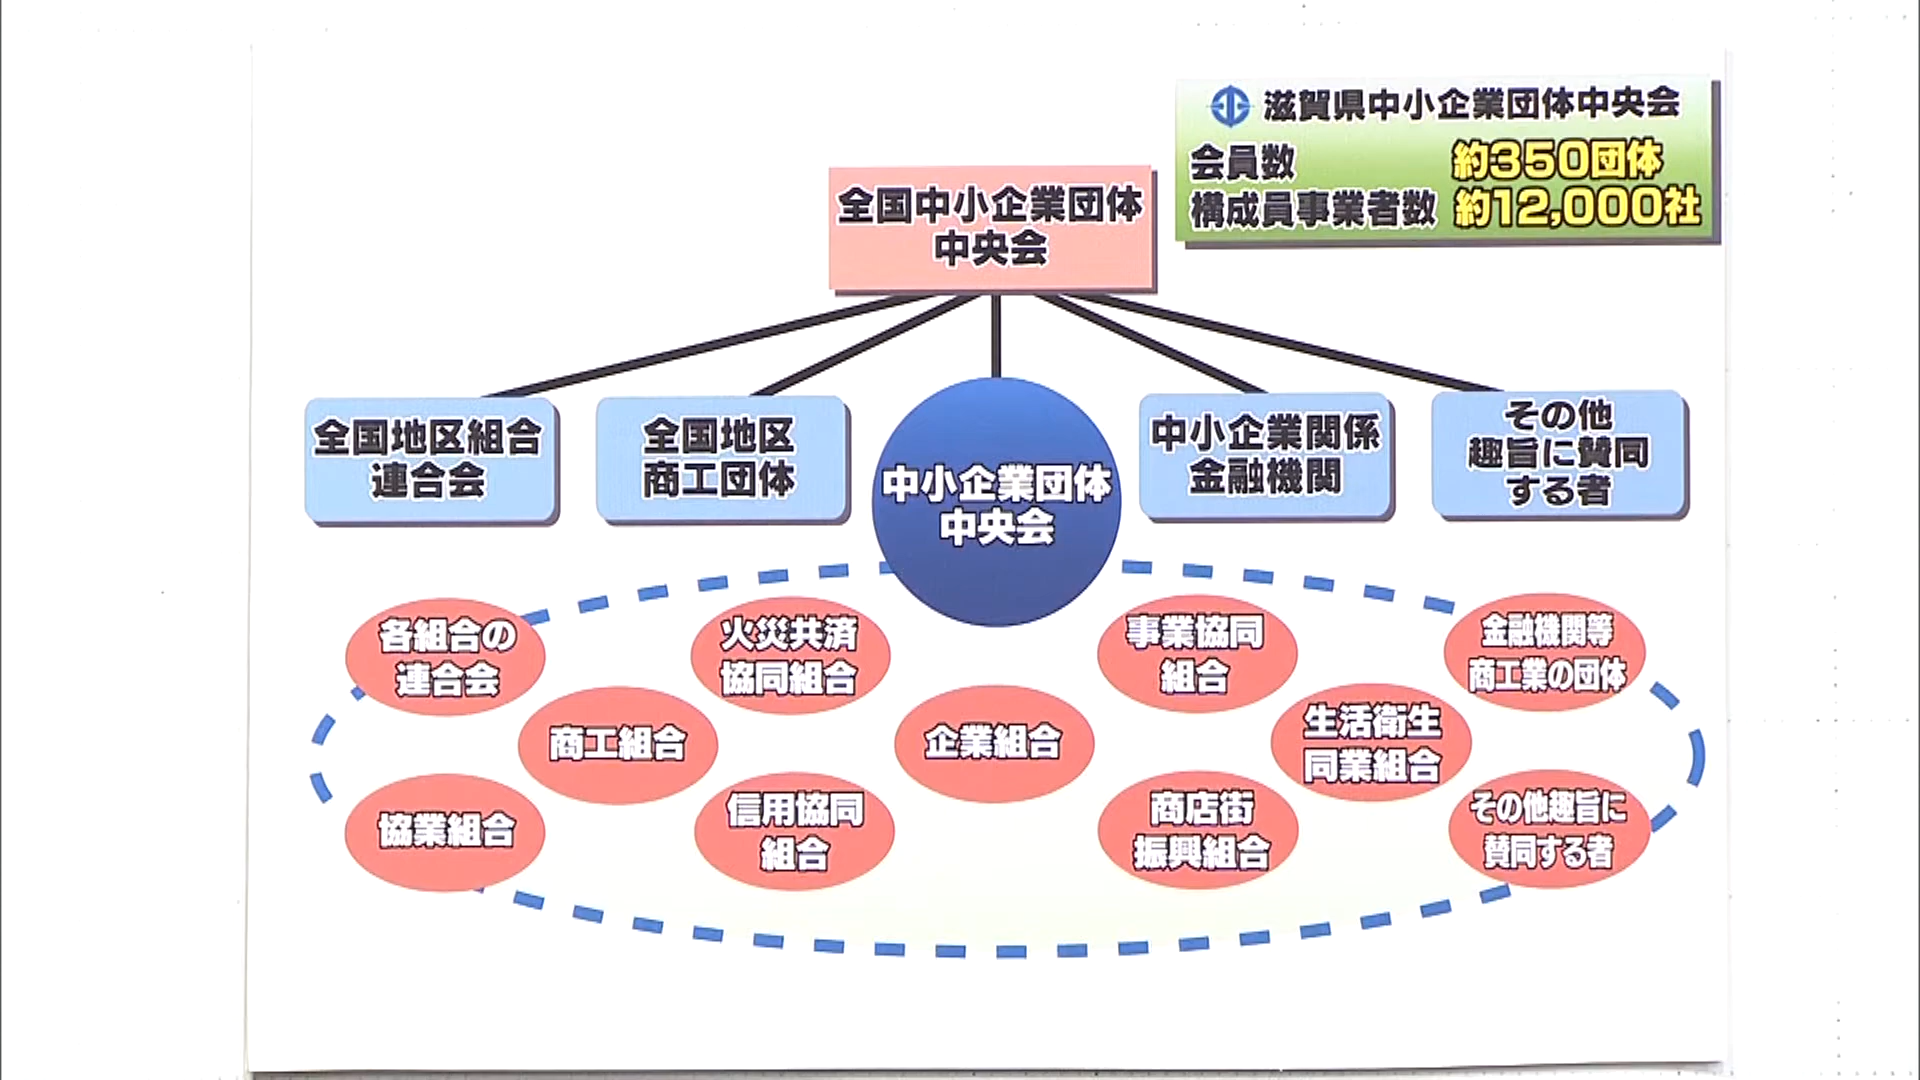 滋賀県中小企業団体中央会
会員数 約350団体
構成員事業者数 約12,000社
全国中小企業団体
中央会
全国地区組合
連合会
全国地区
商工団体
中小企業団体
中央会
中小企業関係
金融機関
その他
趣旨に賛同
する者
各組合の
連合会
火災共済
協同組合
事業協同
組合
金融機関等
商工業の団体
商工組合
企業組合
生活衛生
同業組合
協業組合
信用協同
組合
商店街
振興組合
その他趣旨に
賛同する者